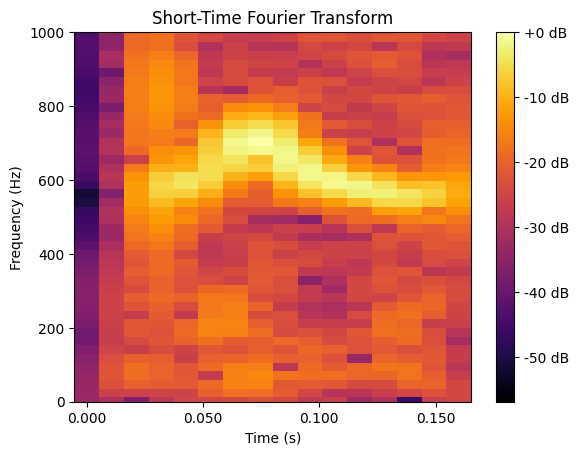 Short-Time Fourier Transform
1000
800
600
400
200
0
Frequency (Hz)
0.000
0.050
0.100
0.150
Time (s)
+0 dB
-10 dB
-20 dB
-30 dB
-40 dB
-50 dB